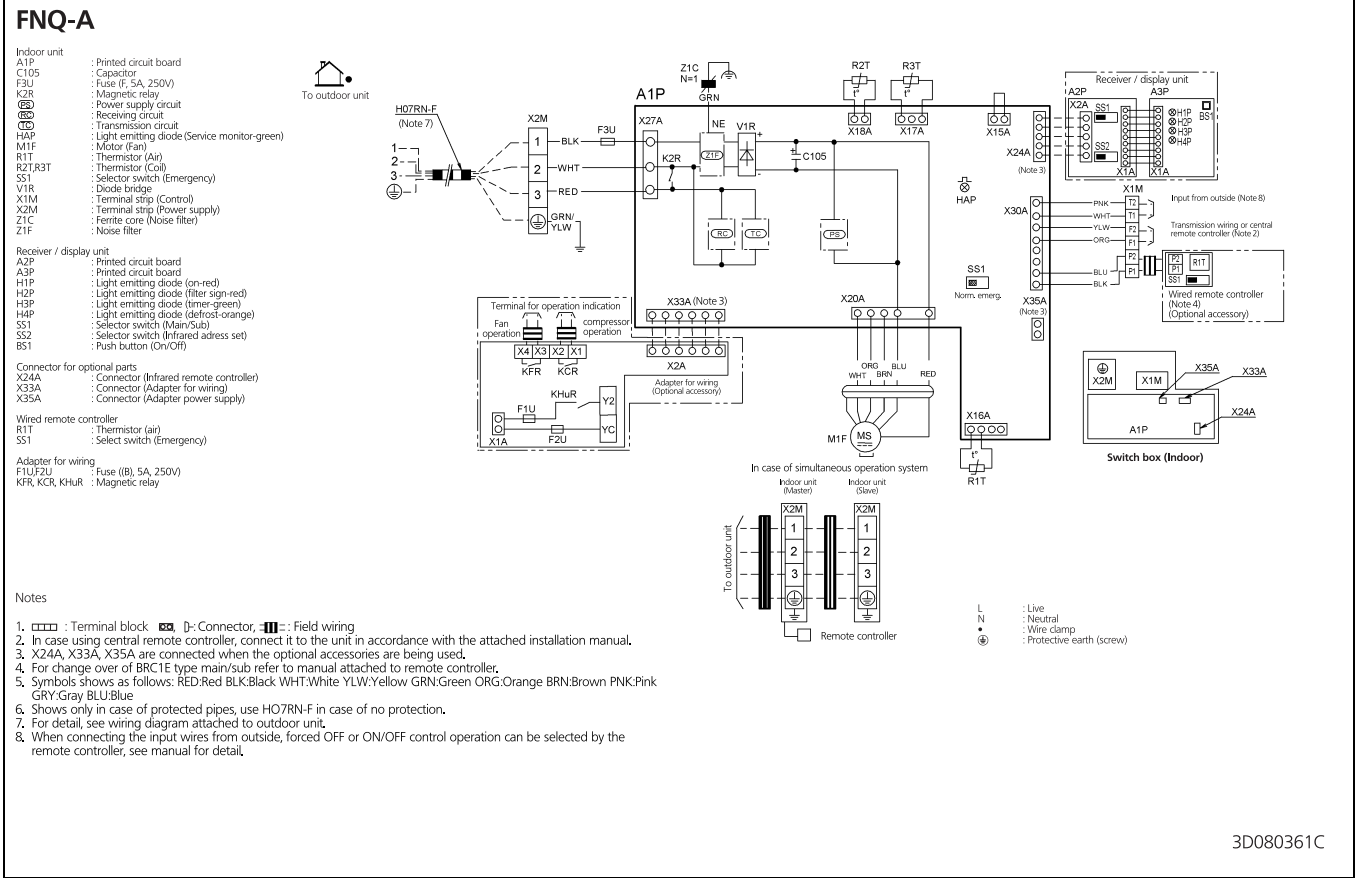 FNQ-A
Indoor unit
A1P : Printed circuit board
C105 : Capacitor
F3U : Fuse (F, 5A, 250V)
K2R : Magnetic relay
PS : Power supply circuit
RC : Receiving circuit
TC : Transmission circuit
HAP : Light emitting diode (Service monitor-green)
M1F : Motor (Fan)
R1T : Thermistor (Air)
R2T,R3T : Thermistor (Coil)
SS1 : Selector switch (Emergency)
V1R : Diode bridge
X1M : Terminal strip (Control)
X2M : Terminal strip (Power supply)
Z1C : Ferrite core (Noise filter)
Z1F : Noise filter
Receiver / display unit
A2P : Printed circuit board
A3P : Printed circuit board
H1P : Light emitting diode (on-red)
H2P : Light emitting diode (filter sign-red)
H3P : Light emitting diode (timer-green)
H4P : Light emitting diode (defrost-orange)
SS1 : Selector switch (Main/Sub)
SS2 : Selector switch (Infrared adress set)
BS1 : Push button (On/Off)
Connector for optional parts
X24A : Connector (Infrared remote controller)
X33A : Connector (Adapter for wiring)
X35A : Connector (Adapter power supply)
Wired remote controller
R1T : Thermistor (air)
SS1 : Select switch (Emergency)
Adapter for wiring
F1U,F2U : Fuse ((B), 5A, 250V)
KFR, KCR, KHuR : Magnetic relay
To outdoor unit
H07RN-F
(Note 7)
1
2
3
X2M
1
2
3
BLK
WHT
RED
GRN/
YLW
F3U
A1P
X27A
K2R
Z1C
N=1
GRN
NE
Z1F
V1R
+
-
+
C105
RC
TC
PS
R2T
t°
X18A
R3T
t°
X17A
X15A
HAP
SS1
Norm. emerg.
X24A
(Note 3)
X30A
X35A
(Note 3)
Receiver / display unit
A2P
A3P
X2A
SS1
SS2
X1A
X1A
H1P
H2P
H3P
H4P
BS1
X1M
PNK
WHT
YLW
ORG
BLU
BLK
T2
T1
F2
F1
P2
P1
Input from outside (Note 8)
Transmission wiring or central
remote controller (Note 2)
P2
P1
SS1
R1T
Wired remote controller
(Note 4)
(Optional accessory)
Terminal for operation indication
Fan
operation
compressor
operation
X4 X3 X2 X1
KFR
KCR
X33A (Note 3)
X2A
Adapter for wiring
(Optional accessory)
KHuR
F1U
F2U
X1A
Y2
YC
X20A
WHT
ORG
BRN
BLU
RED
M1F
MS
X16A
t°
R1T
X2M
X1M
X35A
X33A
X24A
A1P
Switch box (Indoor)
In case of simultaneous operation system
Indoor unit
(Master)
Indoor unit
(Slave)
X2M
X2M
1
2
3
1
2
3
To outdoor unit
Remote controller
L : Live
N : Neutral
• : Wire clamp
: Protective earth (screw)
Notes
1. : Terminal block , : Connector, : Field wiring
2. In case using central remote controller, connect it to the unit in accordance with the attached installation manual.
3. X24A, X33A, X35A are connected when the optional accessories are being used.
4. For change over of BRC1E type main/sub refer to manual attached to remote controller.
5. Symbols shows as follows: RED:Red BLK:Black WHT:White YLW:Yellow GRN:Green ORG:Orange BRN:Brown PNK:Pink
GRY:Gray BLU:Blue
6. Shows only in case of protected pipes, use HO7RN-F in case of no protection.
7. For detail, see wiring diagram attached to outdoor unit.
8. When connecting the input wires from outside, forced OFF or ON/OFF control operation can be selected by the
remote controller, see manual for detail.
3D080361C